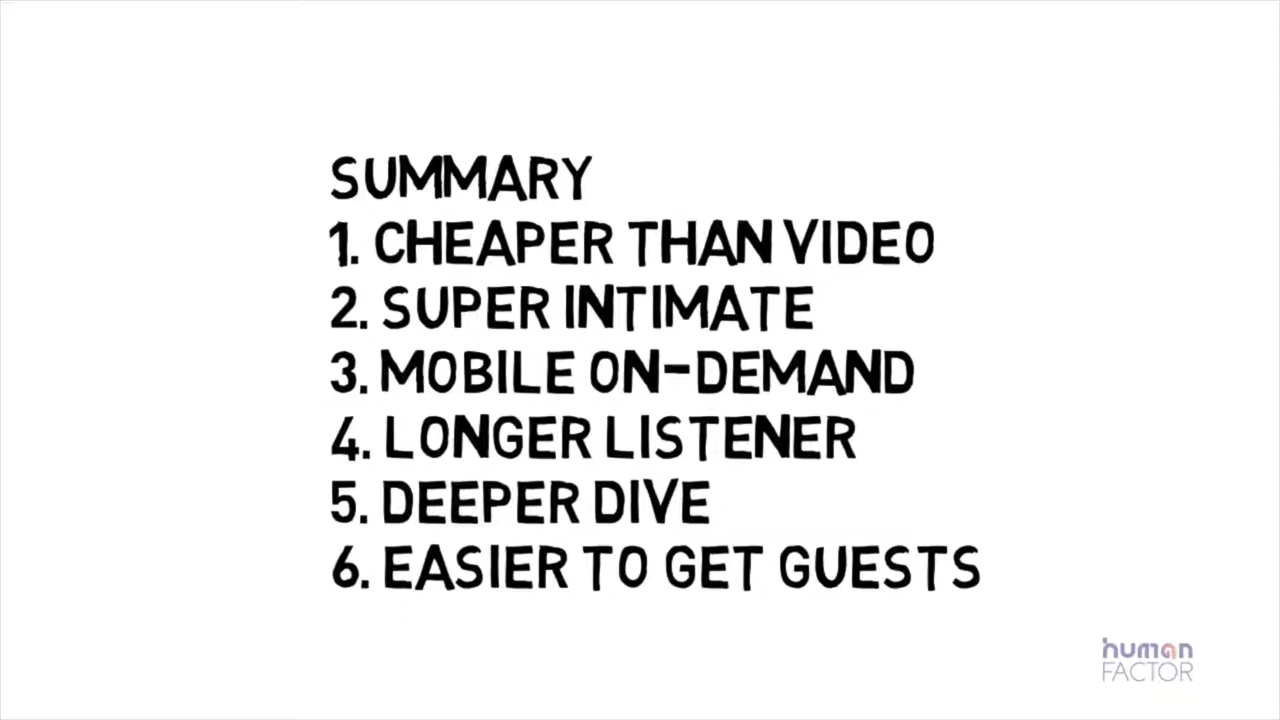 SUMMARY
1. CHEAPER THAN VIDEO
2. SUPER INTIMATE
3. MOBILE ON-DEMAND
4. LONGER LISTENER
5. DEEPER DIVE
6. EASIER TO GET GUESTS
human
FACTOR